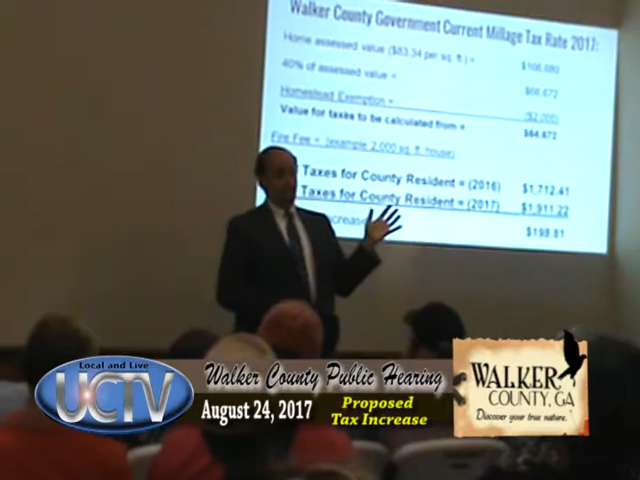 Walker County Government Current Millage Tax Rate 2017:
Home assessed value ($83.34 per sq. ft.) = $166,680
40% of assessed value = $66,672
Homestead Exemption = ($2,000)
Value for taxes to be calculated from = $64,672
Fire Fee = (example 2,000 sq. ft. house)
Taxes for County Resident = (2016) $1,712.41
Taxes for County Resident = (2017) $1,911.22
$198.81
Local and Live
UCTV
Walker County Public Hearing
August 24, 2017
Proposed
Tax Increase
WALKER
COUNTY, GA
Discover your true nature.